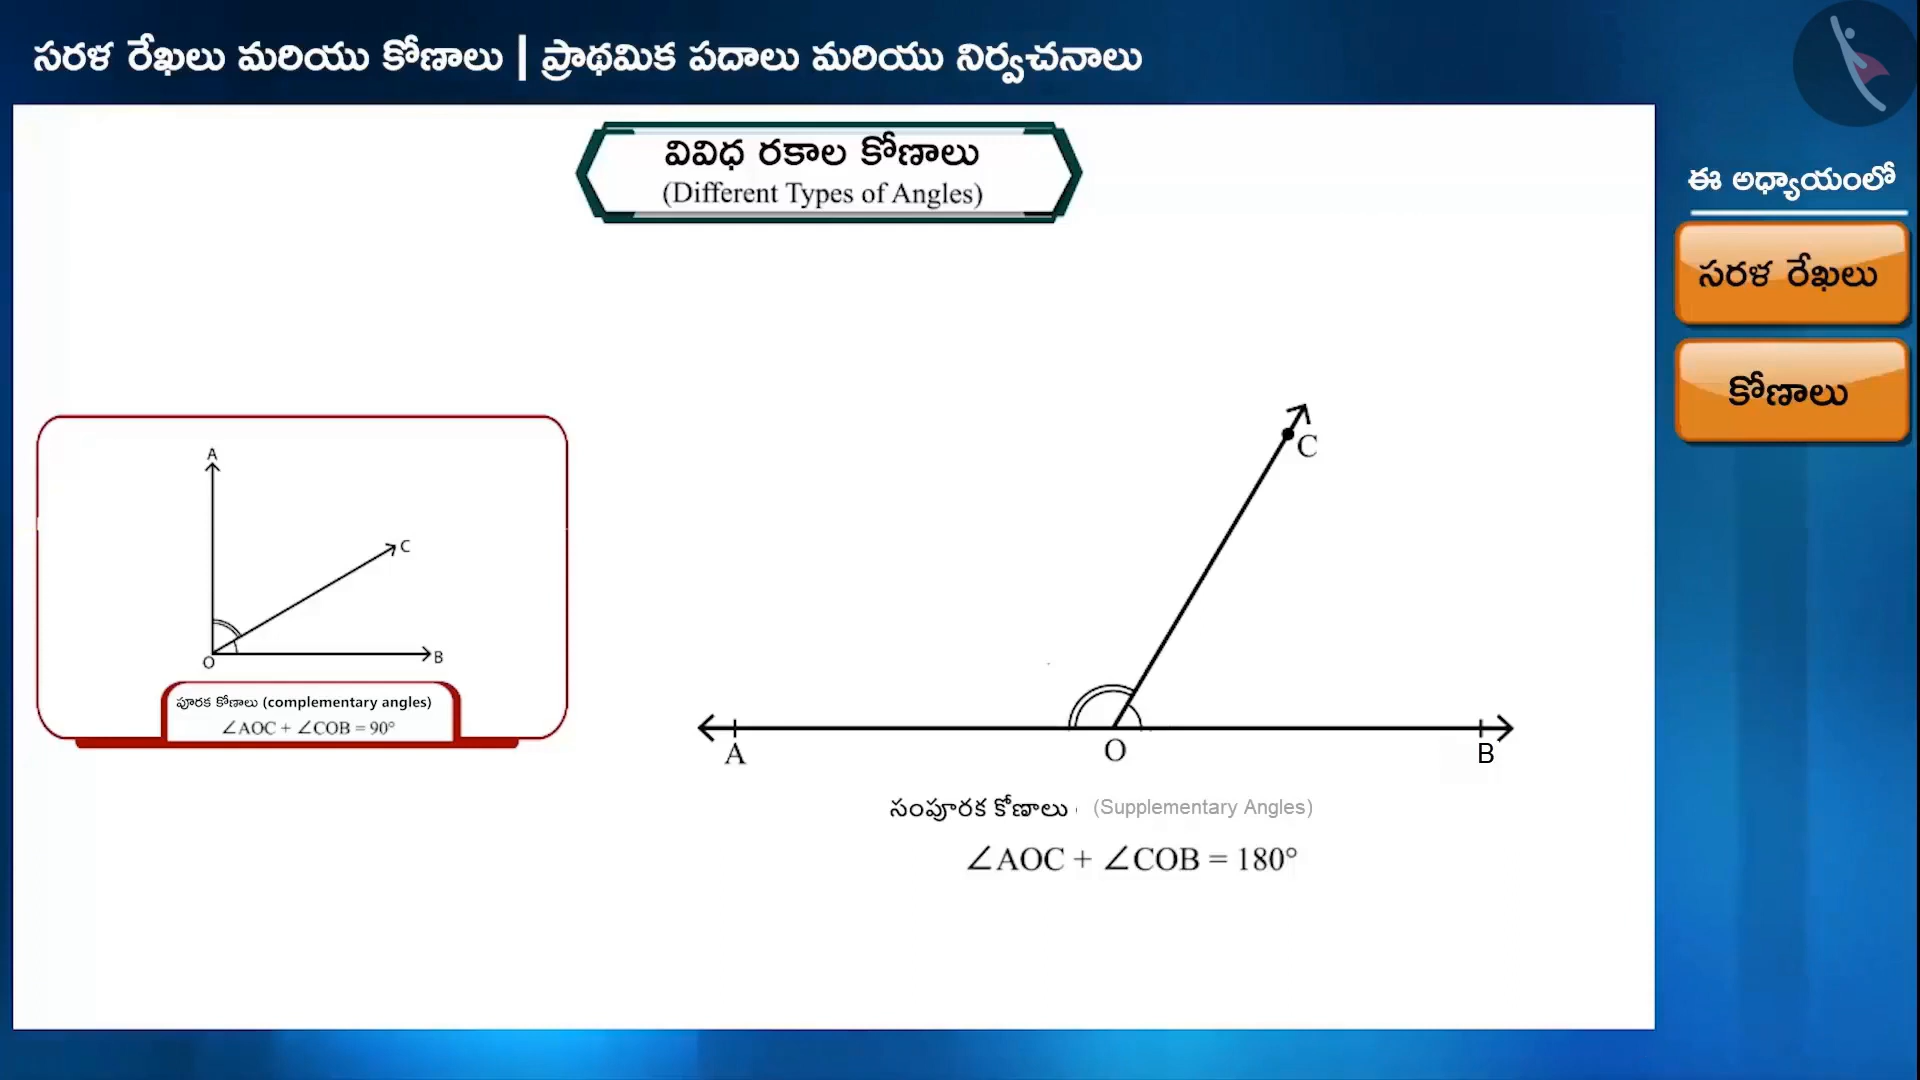 సరళ రేఖలు మరియు కోణాలు | ప్రాథమిక పదాలు మరియు నిర్వచనాలు
వివిధ రకాల కోణాలు
(Different Types of Angles)
ఈ అధ్యాయంలో
సరళ రేఖలు
కోణాలు
A
C
O
B
పూరక కోణాలు (complementary angles)
∠AOC + ∠COB = 90°
C
A
O
B
సంపూరక కోణాలు (Supplementary Angles)
∠AOC + ∠COB = 180°